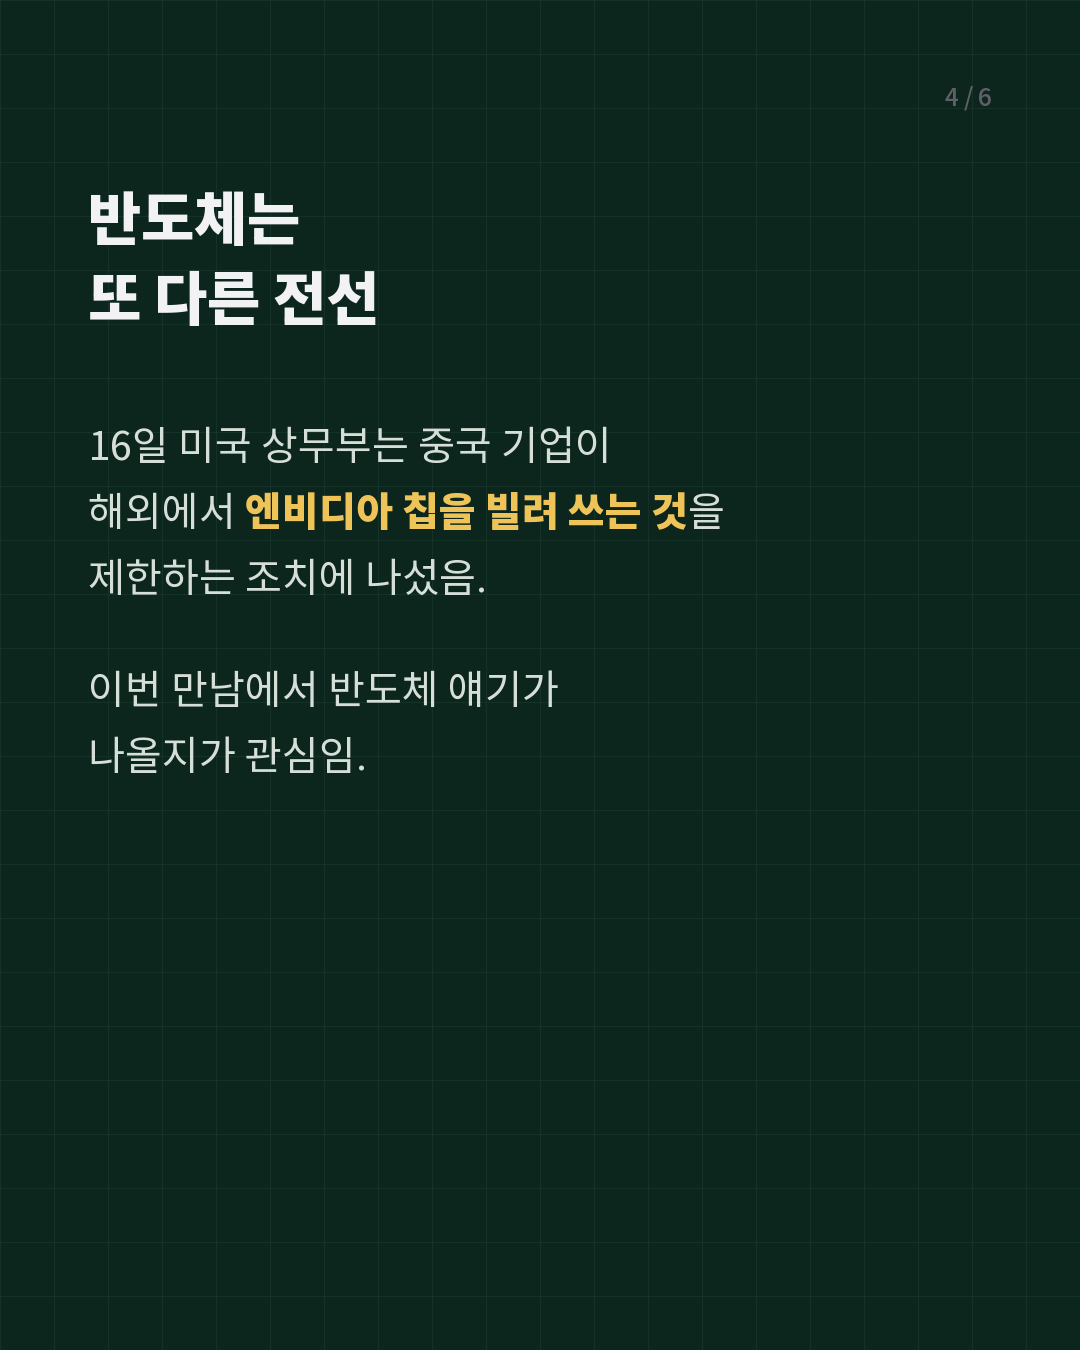 4 / 6
반도체는
또 다른 전선
16일 미국 상무부는 중국 기업이
해외에서 엔비디아 칩을 빌려 쓰는 것을
제한하는 조치에 나섰음.
이번 만남에서 반도체 얘기가
나올지가 관심임.